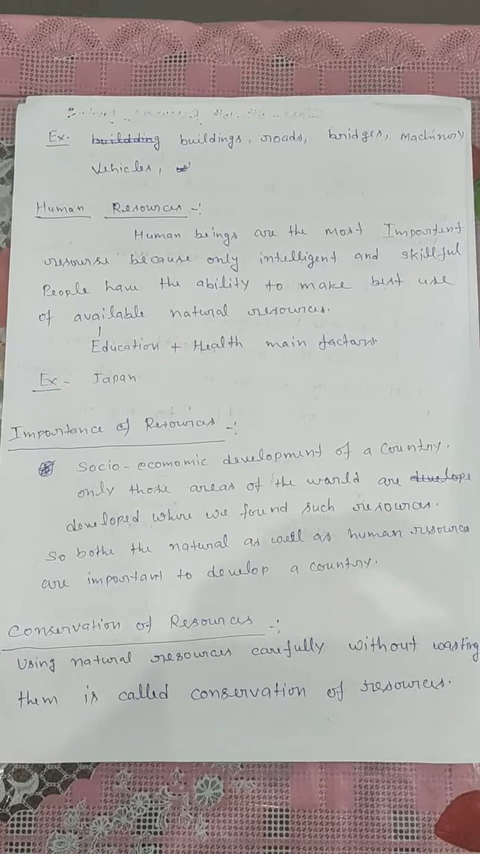 Ex. buildings, roads, bridges, Machinery
Vehicles,
Human Resources -:
Human beings are the most Important
resourse because only intelligent and skillful
People have the ability to make best use
of available natural resources.
Education + Health main factors
Ex - Japan
Importance of Resources -:
Socio-ecomomic development of a Country.
only those areas of the world are
developed where we found such resources.
So bothe the natural as well as human resources
are important to develop a country.
Conservation of Resources -:
Using natural resources carefully without wasting
them is called conservation of resources.